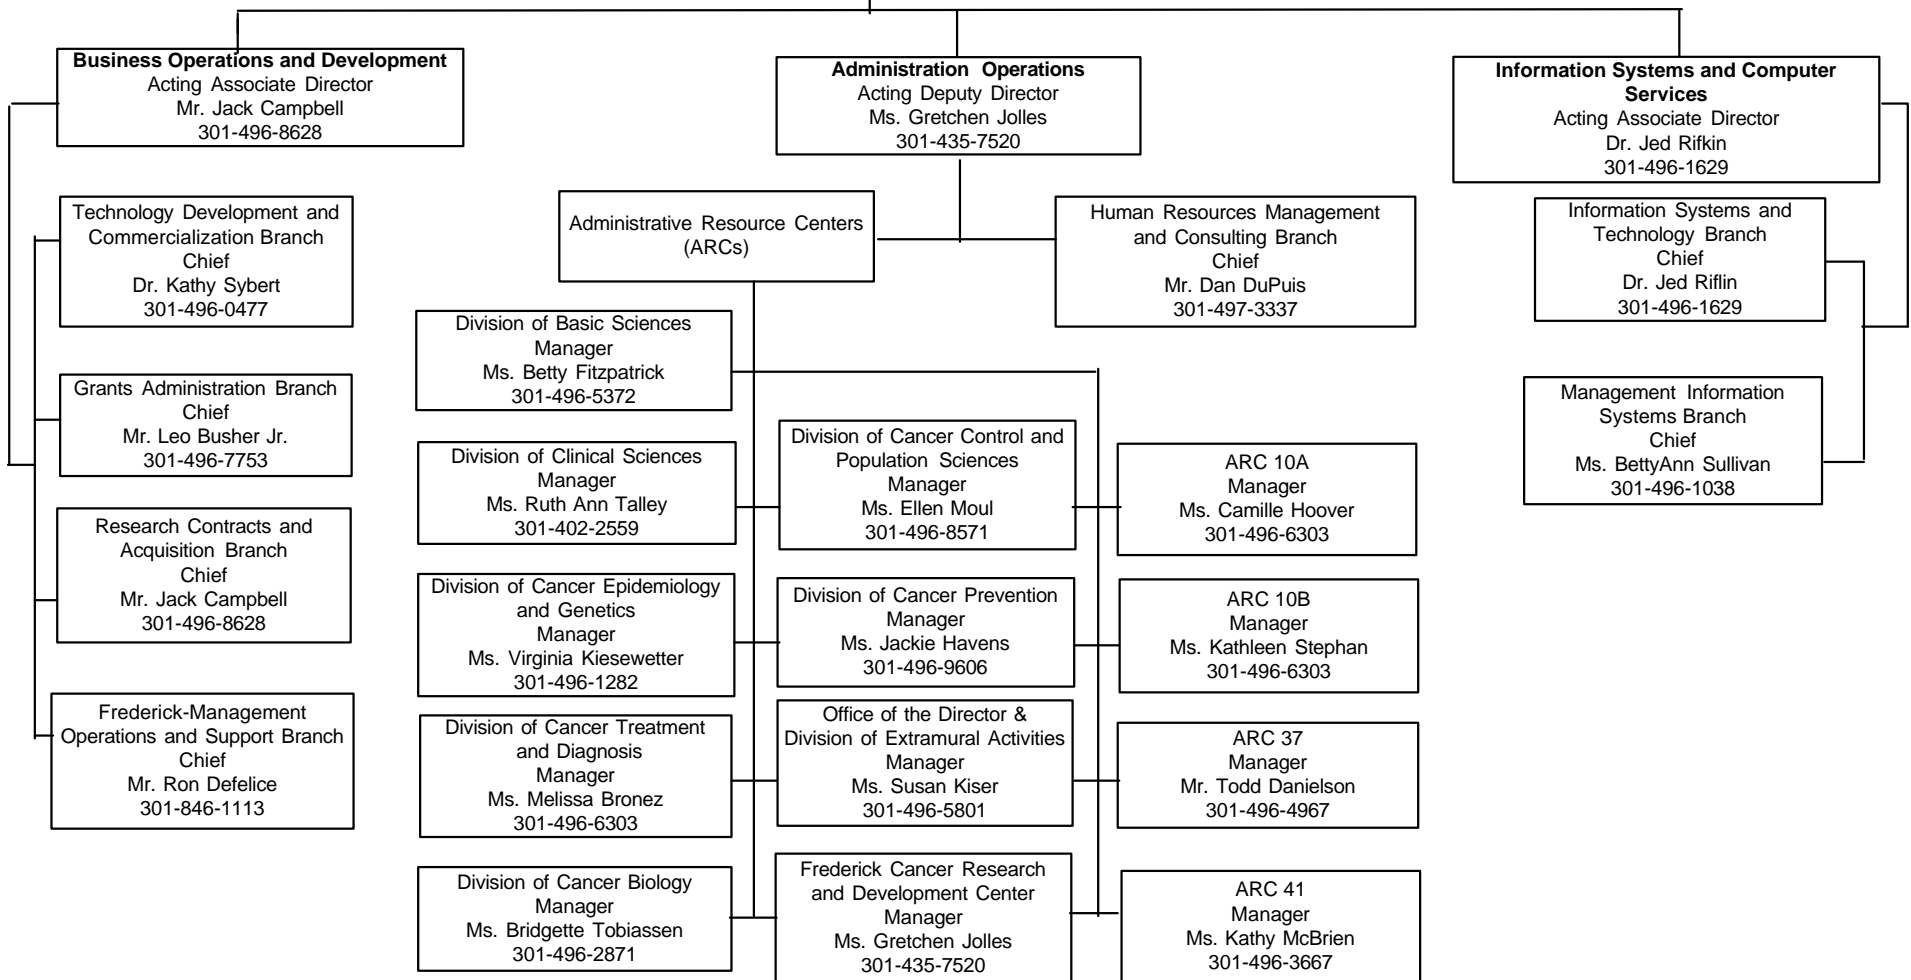 Business Operations and Development
Acting Associate Director
Mr. Jack Campbell
301-496-8628
Administration Operations
Acting Deputy Director
Ms. Gretchen Jolles
301-435-7520
Information Systems and Computer
Services
Acting Associate Director
Dr. Jed Rifkin
301-496-1629
Technology Development and
Commercialization Branch
Chief
Dr. Kathy Sybert
301-496-0477
Grants Administration Branch
Chief
Mr. Leo Busher Jr.
301-496-7753
Research Contracts and
Acquisition Branch
Chief
Mr. Jack Campbell
301-496-8628
Frederick-Management
Operations and Support Branch
Chief
Mr. Ron Defelice
301-846-1113
Administrative Resource Centers
(ARCs)
Human Resources Management
and Consulting Branch
Chief
Mr. Dan DuPuis
301-497-3337
Division of Basic Sciences
Manager
Ms. Betty Fitzpatrick
301-496-5372
Division of Clinical Sciences
Manager
Ms. Ruth Ann Talley
301-402-2559
Division of Cancer Epidemiology
and Genetics
Manager
Ms. Virginia Kiesewetter
301-496-1282
Division of Cancer Treatment
and Diagnosis
Manager
Ms. Melissa Bronez
301-496-6303
Division of Cancer Biology
Manager
Ms. Bridgette Tobiassen
301-496-2871
Division of Cancer Control and
Population Sciences
Manager
Ms. Ellen Moul
301-496-8571
Division of Cancer Prevention
Manager
Ms. Jackie Havens
301-496-9606
Office of the Director &
Division of Extramural Activities
Manager
Ms. Susan Kiser
301-496-5801
Frederick Cancer Research
and Development Center
Manager
Ms. Gretchen Jolles
301-435-7520
ARC 10A
Manager
Ms. Camille Hoover
301-496-6303
ARC 10B
Manager
Ms. Kathleen Stephan
301-496-6303
ARC 37
Manager
Mr. Todd Danielson
301-496-4967
ARC 41
Manager
Ms. Kathy McBrien
301-496-3667
Information Systems and
Technology Branch
Chief
Dr. Jed Riflin
301-496-1629
Management Information
Systems Branch
Chief
Ms. BettyAnn Sullivan
301-496-1038